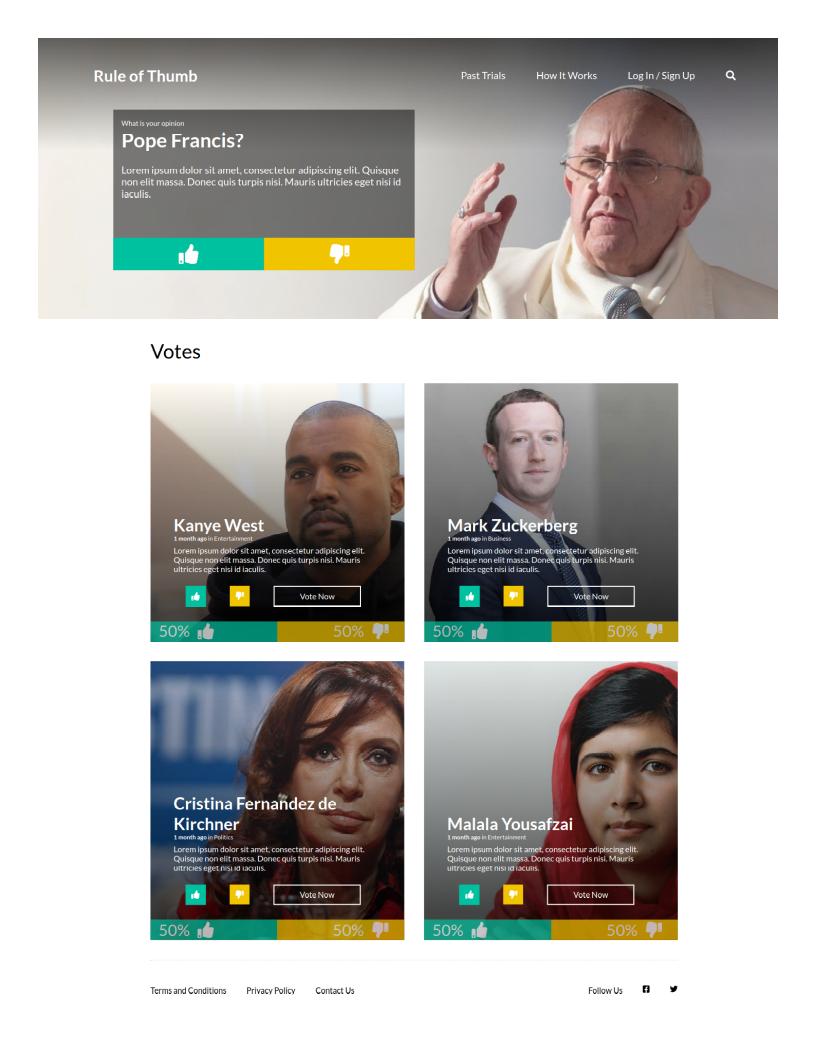 Rule of Thumb
Past Trials
How It Works
Log In / Sign Up
What is your opinion
Pope Francis?
Lorem ipsum dolor sit amet, consectetur adipiscing elit. Quisque
non elit massa. Donec quis turpis nisi. Mauris ultricies eget nisi id
iaculis.
Votes
Kanye West
1 month ago in Entertainment
Lorem ipsum dolor sit amet, consectetur adipiscing elit.
Quisque non elit massa. Donec quis turpis nisi. Mauris
ultricies eget nisi id iaculis.
Vote Now
50%
50%
Mark Zuckerberg
1 month ago in Business
Lorem ipsum dolor sit amet, consectetur adipiscing elit.
Quisque non elit massa. Donec quis turpis nisi. Mauris
ultricies eget nisi id iaculis.
Vote Now
50%
50%
Cristina Fernandez de
Kirchner
1 month ago in Politics
Lorem ipsum dolor sit amet, consectetur adipiscing elit.
Quisque non elit massa. Donec quis turpis nisi. Mauris
ultricies eget nisi id iaculis.
Vote Now
50%
50%
Malala Yousafzai
1 month ago in Entertainment
Lorem ipsum dolor sit amet, consectetur adipiscing elit.
Quisque non elit massa. Donec quis turpis nisi. Mauris
ultricies eget nisi id iaculis.
Vote Now
50%
50%
Terms and Conditions
Privacy Policy
Contact Us
Follow Us